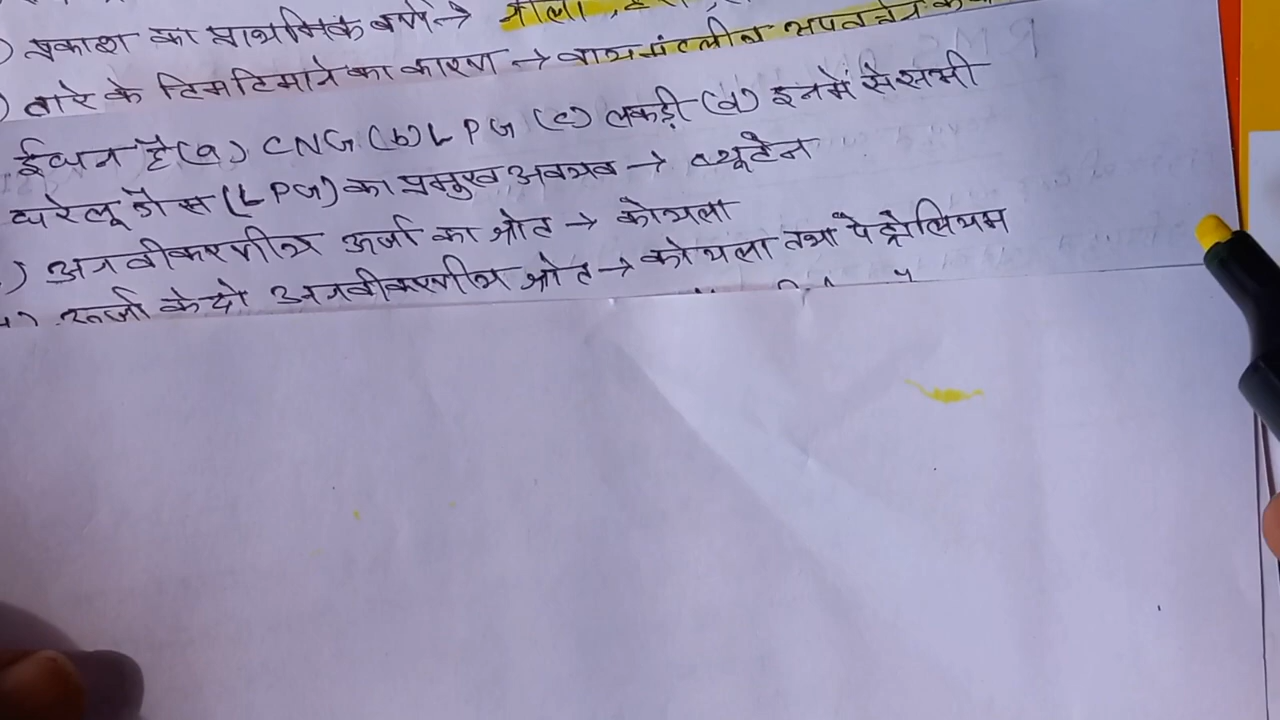 ) प्रकाश का प्राथमिक वर्ण → नीला,
) तारे के टिमटिमाने का कारण → वायुमंडलीय अपवर्तन के
ईंधन है (a) CNG (b) LPG (c) लकड़ी (d) इनमें से सभी
घरेलू गैस (LPG) का प्रमुख अवयव → ब्यूटेन
) अनवीकरणीय ऊर्जा का श्रोत → कोयला
) ऊर्जा के दो अनवीकरणीय श्रोत → कोयला तथा पेट्रोलियम